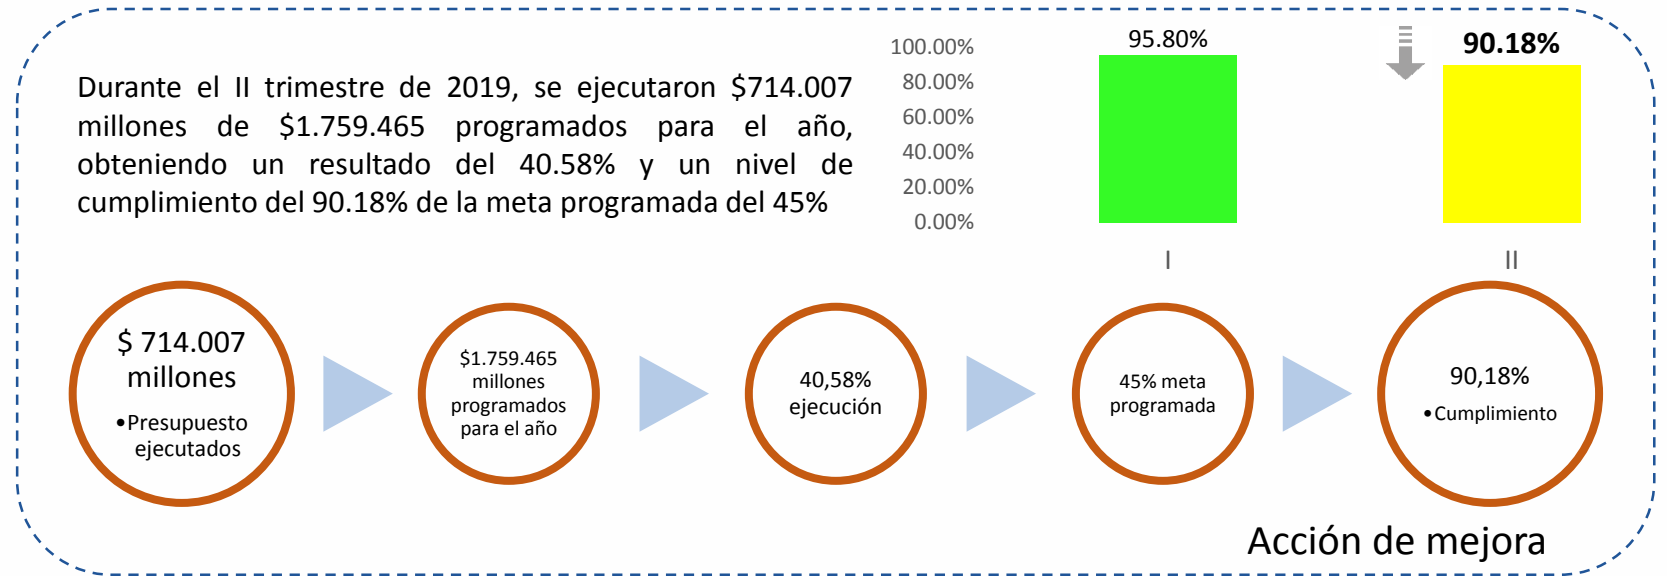 Durante el II trimestre de 2019, se ejecutaron $714.007
millones de $1.759.465 programados para el año,
obteniendo un resultado del 40.58% y un nivel de
cumplimiento del 90.18% de la meta programada del 45%
100.00%
80.00%
60.00%
40.00%
20.00%
0.00%
95.80%
90.18%
I
II
$ 714.007
millones
•Presupuesto
ejecutados
$1.759.465
millones
programados
para el año
40,58%
ejecución
45% meta
programada
90,18%
•Cumplimiento
Acción de mejora